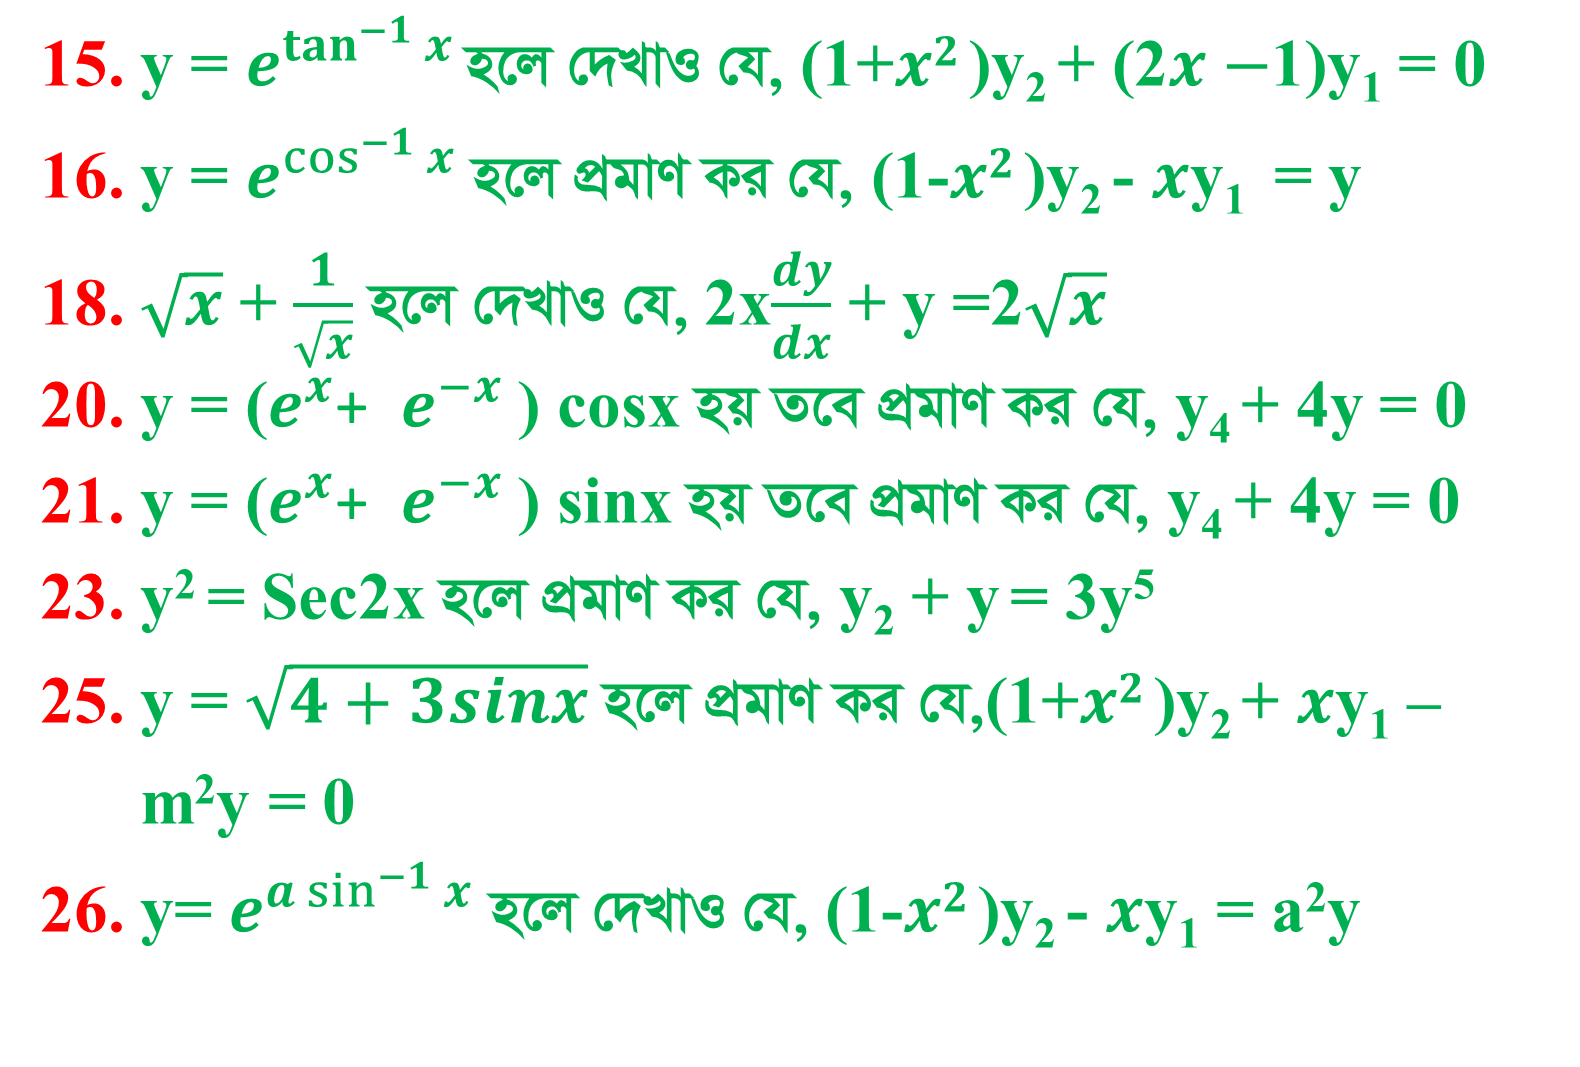 15. y = e^{tan^{−1} x} হলে দেখাও যে, (1+x²)y₂ + (2x −1)y₁ = 0
16. y = e^{cos^{−1} x} হলে প্রমাণ কর যে, (1-x²)y₂ - xy₁ = y
18. √x + 1/√x হলে দেখাও যে, 2x dy/dx + y =2√x
20. y = (e^x + e^{−x}) cosx হয় তবে প্রমাণ কর যে, y₄ + 4y = 0
21. y = (e^x + e^{−x}) sinx হয় তবে প্রমাণ কর যে, y₄ + 4y = 0
23. y² = Sec2x হলে প্রমাণ কর যে, y₂ + y = 3y⁵
25. y = √(4 + 3sinx) হলে প্রমাণ কর যে,(1+x²)y₂ + xy₁ –
m²y = 0
26. y= e^{a sin^{−1} x} হলে দেখাও যে, (1-x²)y₂ - xy₁ = a²y